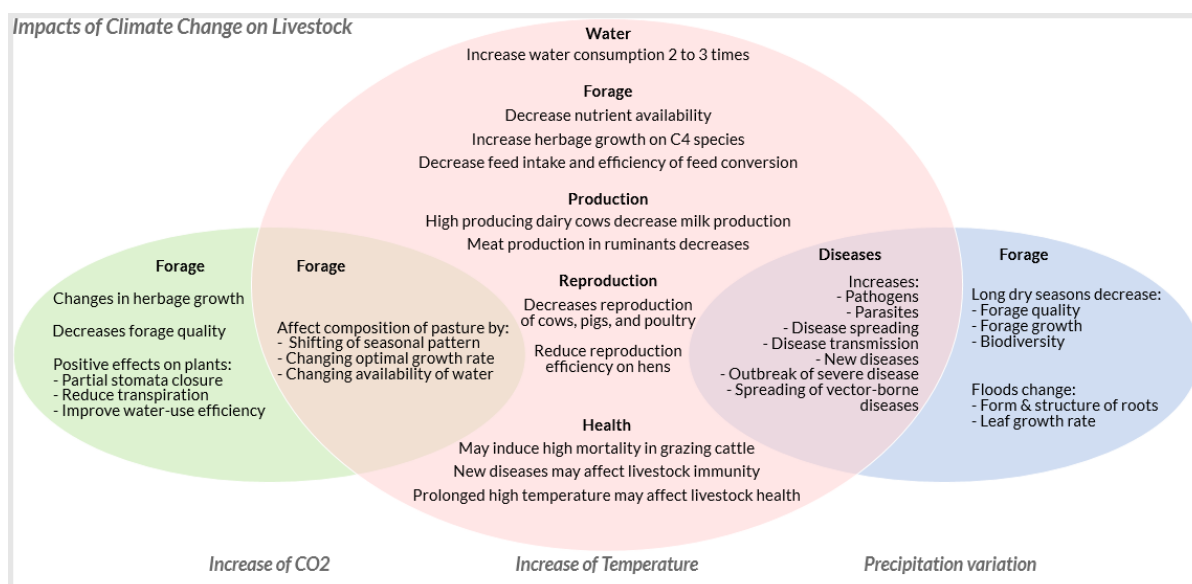 Impacts of Climate Change on Livestock
Water
Increase water consumption 2 to 3 times
Forage
Decrease nutrient availability
Increase herbage growth on C4 species
Decrease feed intake and efficiency of feed conversion
Production
High producing dairy cows decrease milk production
Meat production in ruminants decreases
Forage
Changes in herbage growth
Decreases forage quality
Positive effects on plants:
- Partial stomata closure
- Reduce transpiration
- Improve water-use efficiency
Forage
Affect composition of pasture by:
- Shifting of seasonal pattern
- Changing optimal growth rate
- Changing availability of water
Reproduction
Decreases reproduction
of cows, pigs, and poultry
Reduce reproduction
efficiency on hens
Diseases
Increases:
- Pathogens
- Parasites
- Disease spreading
- Disease transmission
- New diseases
- Outbreak of severe disease
- Spreading of vector-borne
diseases
Forage
Long dry seasons decrease:
- Forage quality
- Forage growth
- Biodiversity
Floods change:
- Form & structure of roots
- Leaf growth rate
Health
May induce high mortality in grazing cattle
New diseases may affect livestock immunity
Prolonged high temperature may affect livestock health
Increase of CO2
Increase of Temperature
Precipitation variation